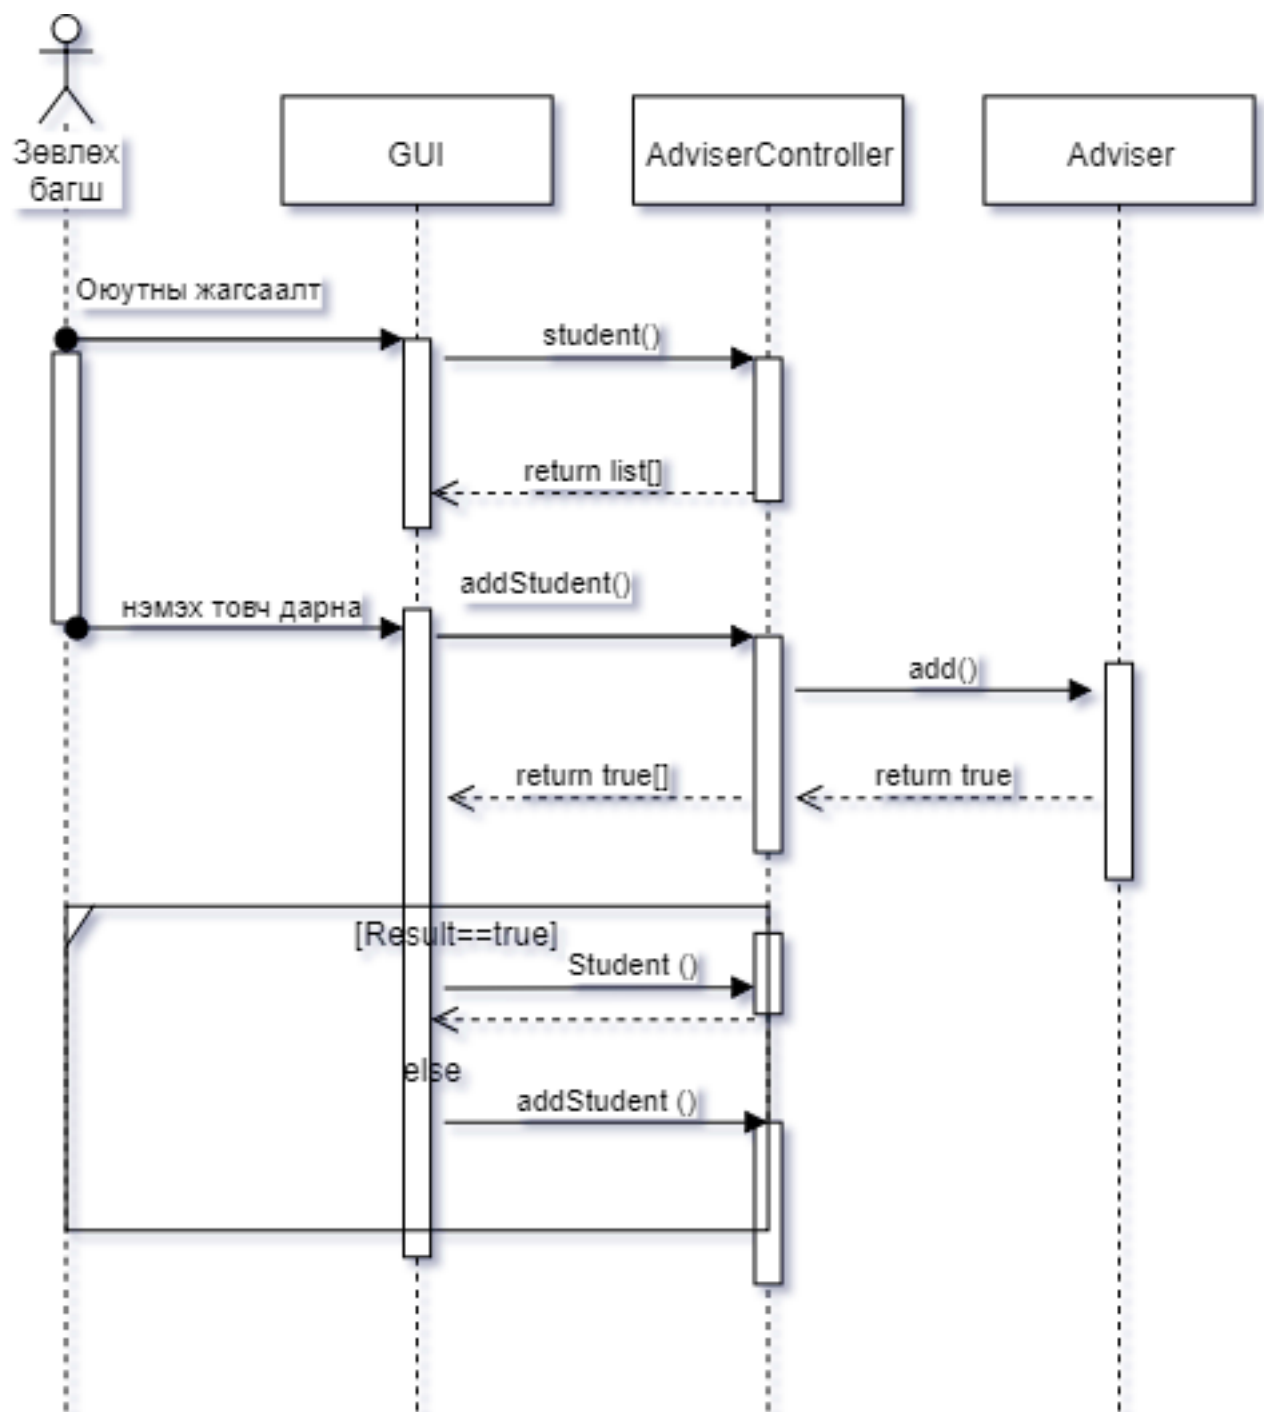 Зөвлөх
багш
GUI
AdviserController
Adviser
Оюутны жагсаалт
student()
return list[]
addStudent()
нэмэх товч дарна
add()
return true[]
return true
[Result==true]
Student ()
else
addStudent ()